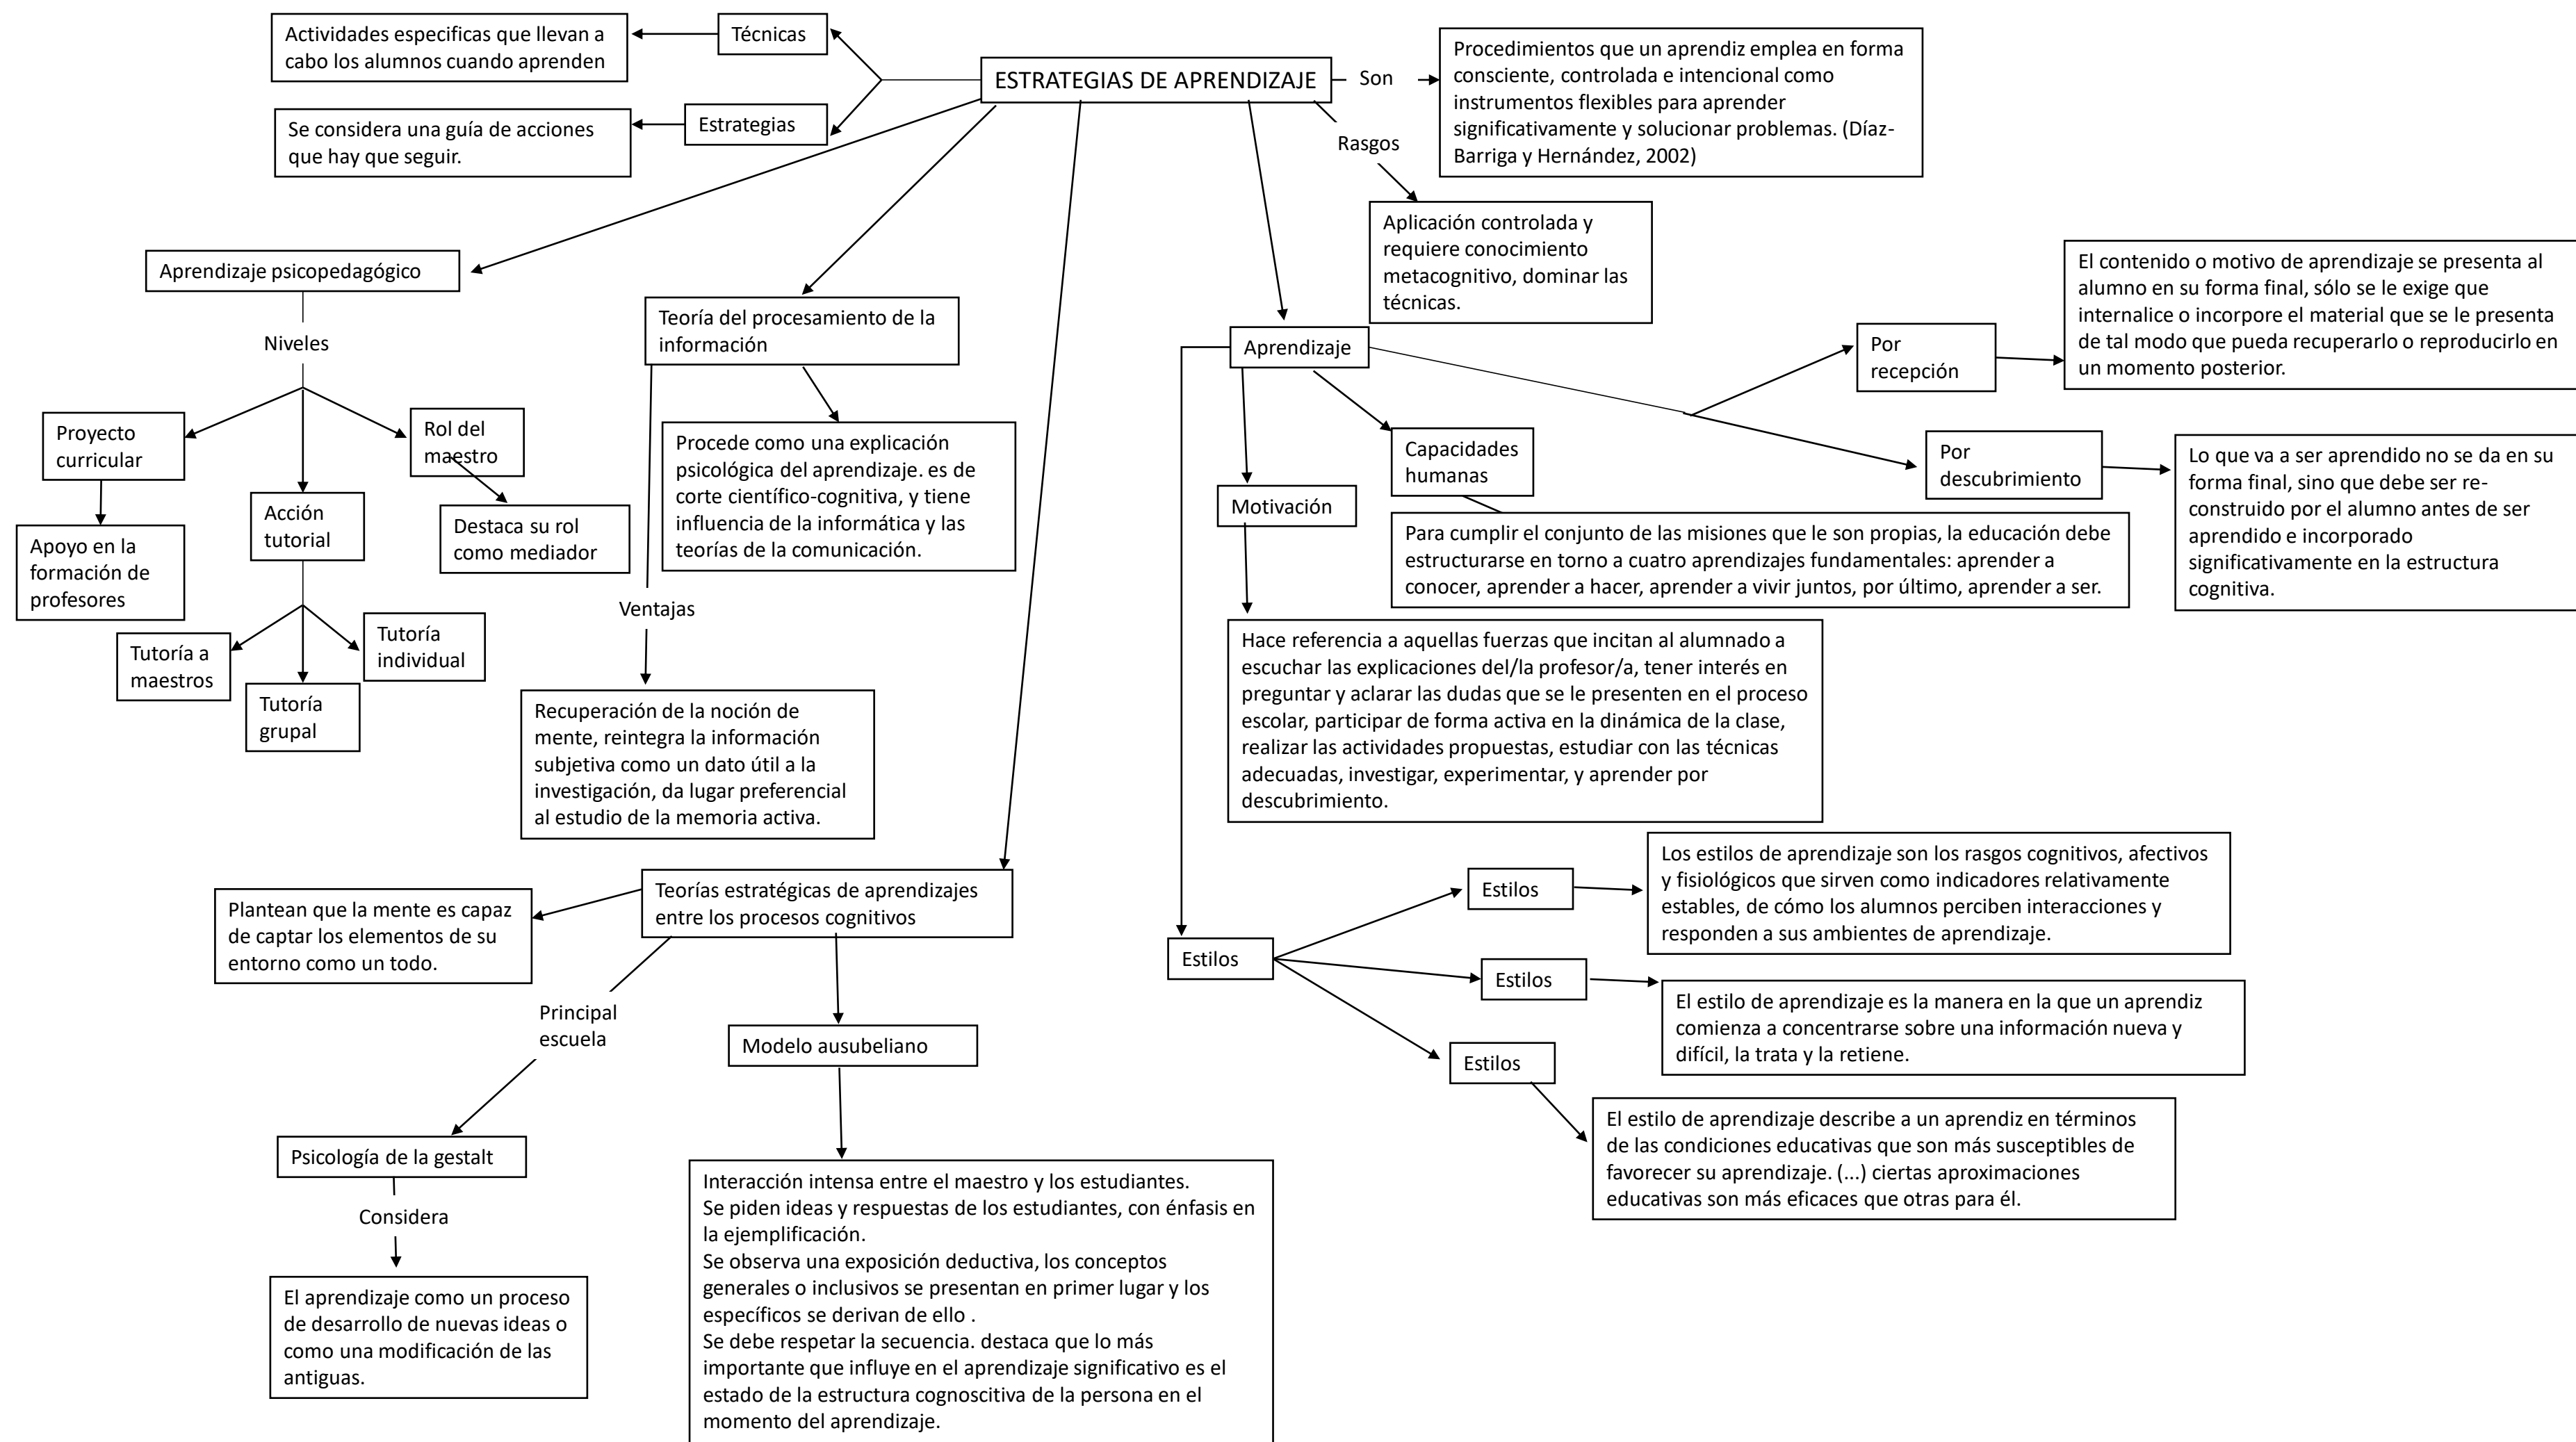 Actividades especificas que llevan a
cabo los alumnos cuando aprenden
Técnicas
Se considera una guía de acciones
que hay que seguir.
Estrategias
ESTRATEGIAS DE APRENDIZAJE
Son
Procedimientos que un aprendiz emplea en forma
consciente, controlada e intencional como
instrumentos flexibles para aprender
significativamente y solucionar problemas. (Díaz-
Barriga y Hernández, 2002)
Rasgos
Aplicación controlada y
requiere conocimiento
metacognitivo, dominar las
técnicas.
Aprendizaje psicopedagógico
Niveles
Proyecto
curricular
Apoyo en la
formación de
profesores
Acción
tutorial
Rol del
maestro
Destaca su rol
como mediador
Tutoría a
maestros
Tutoría
grupal
Tutoría
individual
Teoría del procesamiento de la
información
Procede como una explicación
psicológica del aprendizaje. es de
corte científico-cognitiva, y tiene
influencia de la informática y las
teorías de la comunicación.
Ventajas
Recuperación de la noción de
mente, reintegra la información
subjetiva como un dato útil a la
investigación, da lugar preferencial
al estudio de la memoria activa.
Aprendizaje
Por
recepción
El contenido o motivo de aprendizaje se presenta al
alumno en su forma final, sólo se le exige que
internalice o incorpore el material que se le presenta
de tal modo que pueda recuperarlo o reproducirlo en
un momento posterior.
Por
descubrimiento
Lo que va a ser aprendido no se da en su
forma final, sino que debe ser re-
construido por el alumno antes de ser
aprendido e incorporado
significativamente en la estructura
cognitiva.
Capacidades
humanas
Para cumplir el conjunto de las misiones que le son propias, la educación debe
estructurarse en torno a cuatro aprendizajes fundamentales: aprender a
conocer, aprender a hacer, aprender a vivir juntos, por último, aprender a ser.
Motivación
Hace referencia a aquellas fuerzas que incitan al alumnado a
escuchar las explicaciones del/la profesor/a, tener interés en
preguntar y aclarar las dudas que se le presenten en el proceso
escolar, participar de forma activa en la dinámica de la clase,
realizar las actividades propuestas, estudiar con las técnicas
adecuadas, investigar, experimentar, y aprender por
descubrimiento.
Teorías estratégicas de aprendizajes
entre los procesos cognitivos
Plantean que la mente es capaz
de captar los elementos de su
entorno como un todo.
Principal
escuela
Psicología de la gestalt
Considera
El aprendizaje como un proceso
de desarrollo de nuevas ideas o
como una modificación de las
antiguas.
Modelo ausubeliano
Interacción intensa entre el maestro y los estudiantes.
Se piden ideas y respuestas de los estudiantes, con énfasis en
la ejemplificación.
Se observa una exposición deductiva, los conceptos
generales o inclusivos se presentan en primer lugar y los
específicos se derivan de ello .
Se debe respetar la secuencia. destaca que lo más
importante que influye en el aprendizaje significativo es el
estado de la estructura cognoscitiva de la persona en el
momento del aprendizaje.
Estilos
Estilos
Los estilos de aprendizaje son los rasgos cognitivos, afectivos
y fisiológicos que sirven como indicadores relativamente
estables, de cómo los alumnos perciben interacciones y
responden a sus ambientes de aprendizaje.
Estilos
El estilo de aprendizaje es la manera en la que un aprendiz
comienza a concentrarse sobre una información nueva y
difícil, la trata y la retiene.
Estilos
El estilo de aprendizaje describe a un aprendiz en términos
de las condiciones educativas que son más susceptibles de
favorecer su aprendizaje. (...) ciertas aproximaciones
educativas son más eficaces que otras para él.